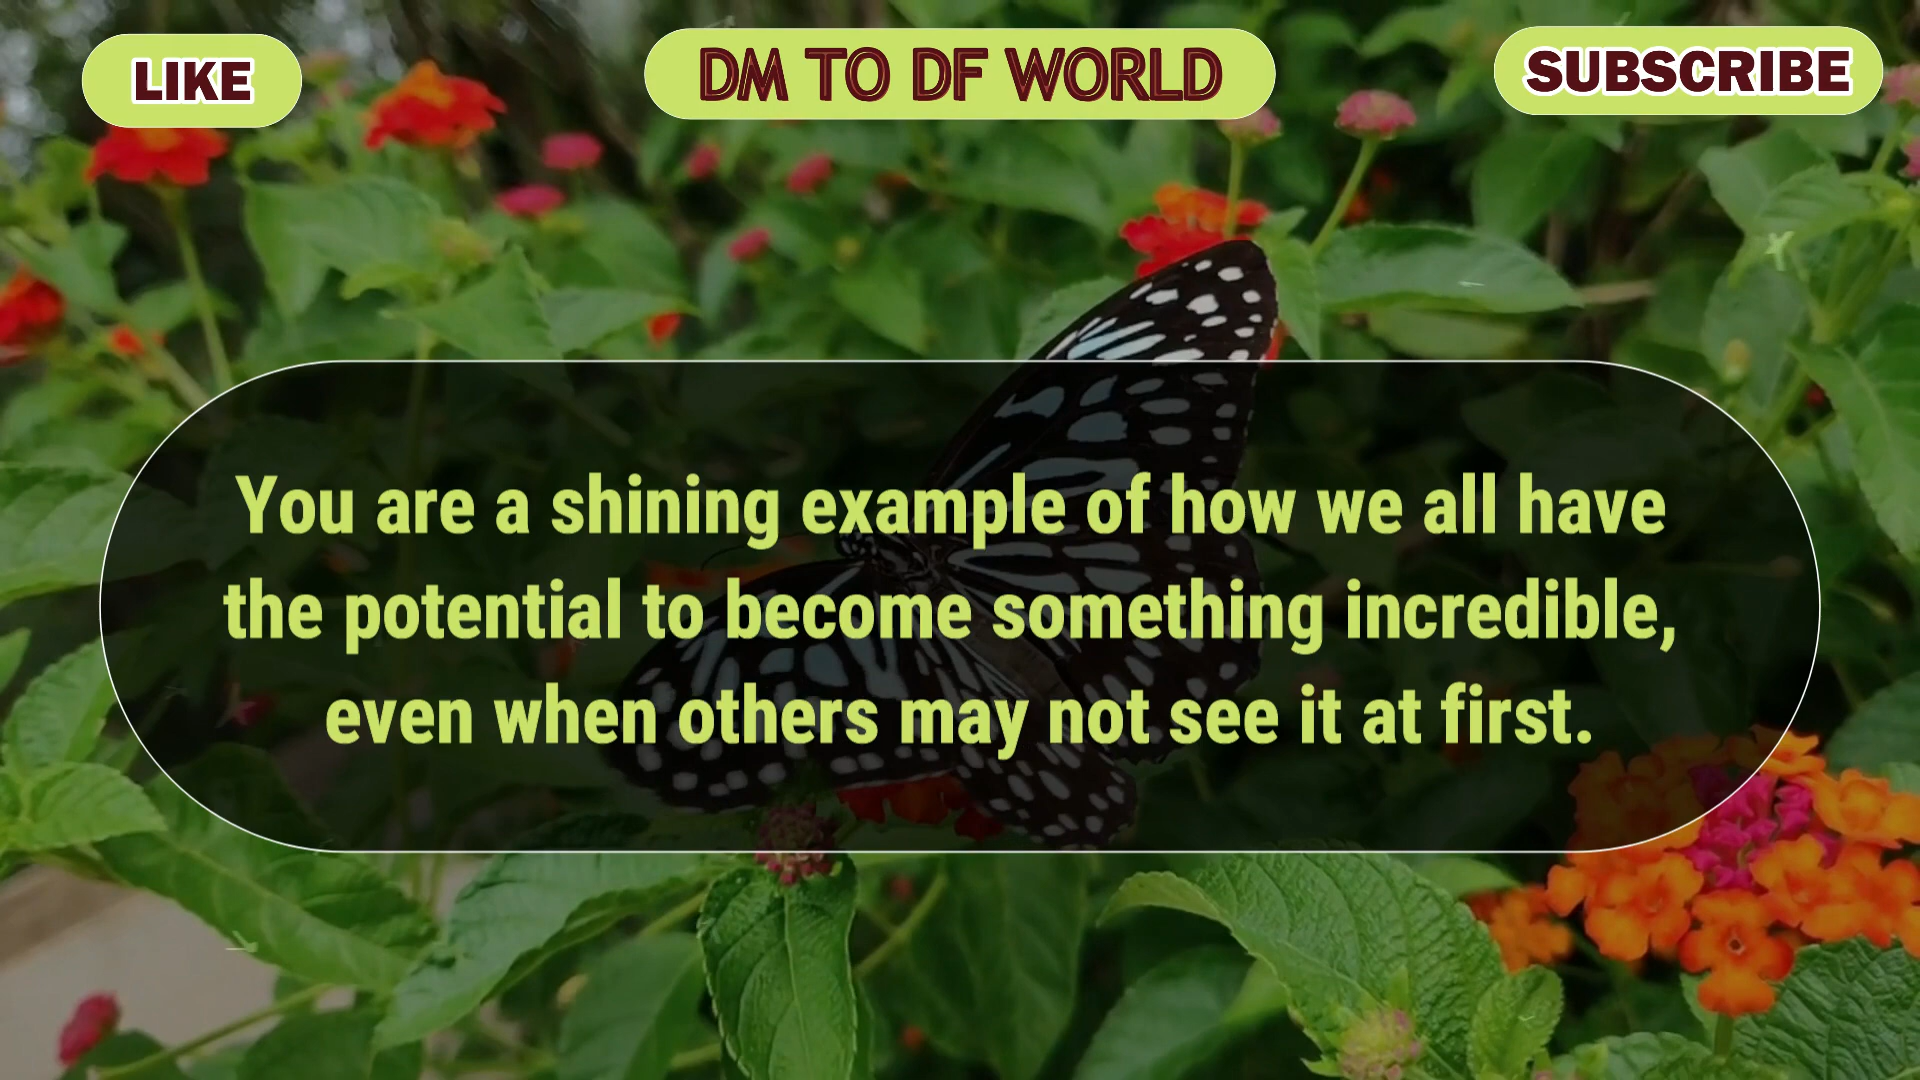 LIKE
DM TO DF WORLD
SUBSCRIBE
You are a shining example of how we all have
the potential to become something incredible,
even when others may not see it at first.